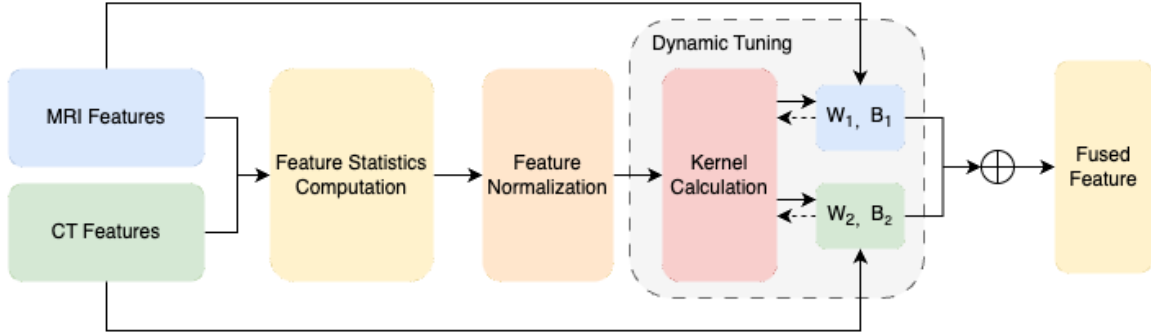 Dynamic Tuning
MRI Features
CT Features
Feature Statistics
Computation
Feature
Normalization
Kernel
Calculation
W₁, B₁
W₂, B₂
Fused
Feature